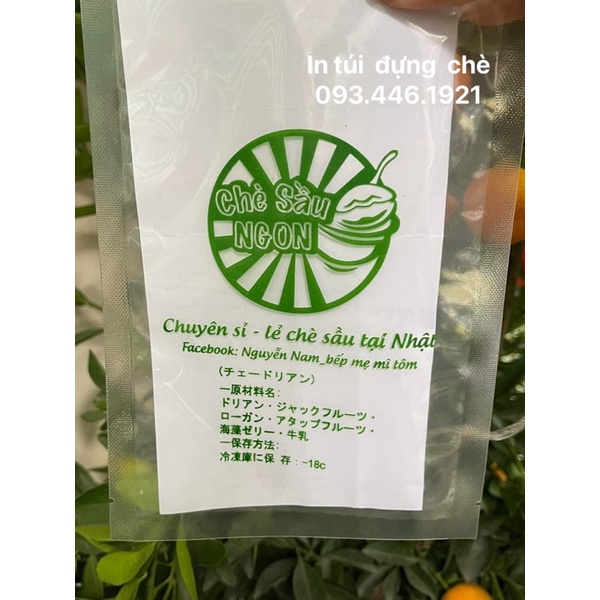 In túi đựng chè
093.446.1921
Chè Sầu
NGON
Chuyên sỉ - lẻ chè sầu tại Nhật
Facebook: Nguyễn Nam_bếp mẹ mì tôm
(チェードリアン)
一原材料名:
ドリアン・ジャックフルーツ・
ローガン・アタップフルーツ・
海藻ゼリー・牛乳
一保存方法:
冷凍庫に保 存 : -18c